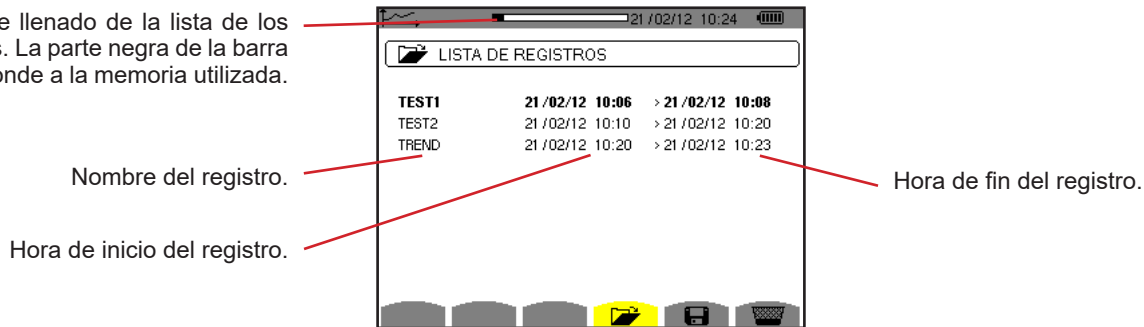 e llenado de la lista de los
s. La parte negra de la barra
onde a la memoria utilizada.
21/02/12 10:24
LISTA DE REGISTROS
TEST1 21/02/12 10:06 > 21/02/12 10:08
TEST2 21/02/12 10:10 > 21/02/12 10:20
TREND 21/02/12 10:20 > 21/02/12 10:23
Nombre del registro.
Hora de fin del registro.
Hora de inicio del registro.